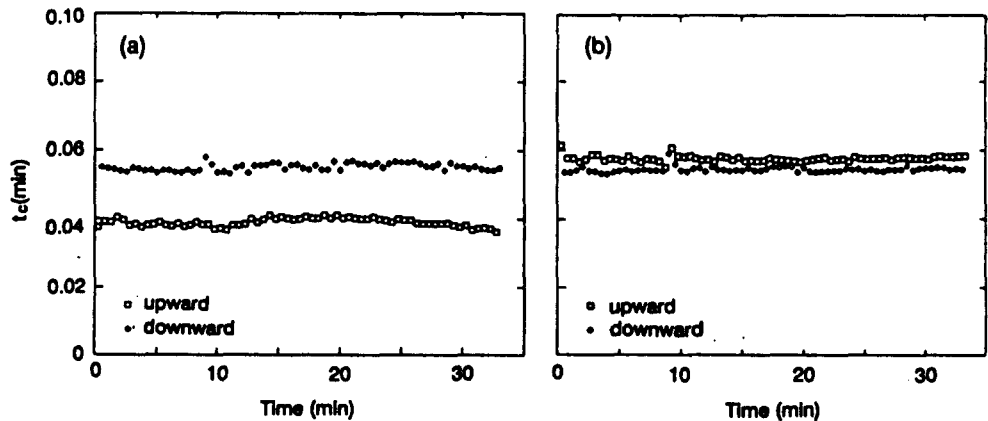 0.10
0.08
0.06
0.04
0.02
0
t_c(min)
(a)
□ upward
• downward
0 10 20 30
Time (min)
(b)
□ upward
• downward
0 10 20 30
Time (min)